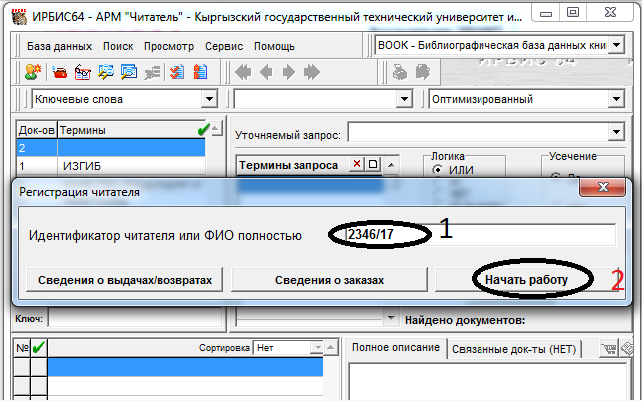 ИРБИС64 - АРМ "Читатель" - Кыргызский государственный технический университет и...
База данных Поиск Просмотр Сервис Помощь
BOOK - Библиографическая база данных кни
ИРБИС 64
Ключевые слова
Оптимизированный
Док-ов Термины
Уточняемый запрос:
2
1 ИЗГИБ
Термины запроса
Логика
Усечение
ИЛИ
Регистрация читателя
Идентификатор читателя или ФИО полностью 2346/17 1
Сведения о выдачах/возвратах Сведения о заказах Начать работу 2
Ключ:
Найдено документов:
№ Сортировка Нет
Полное описание Связанные док-ты (НЕТ)